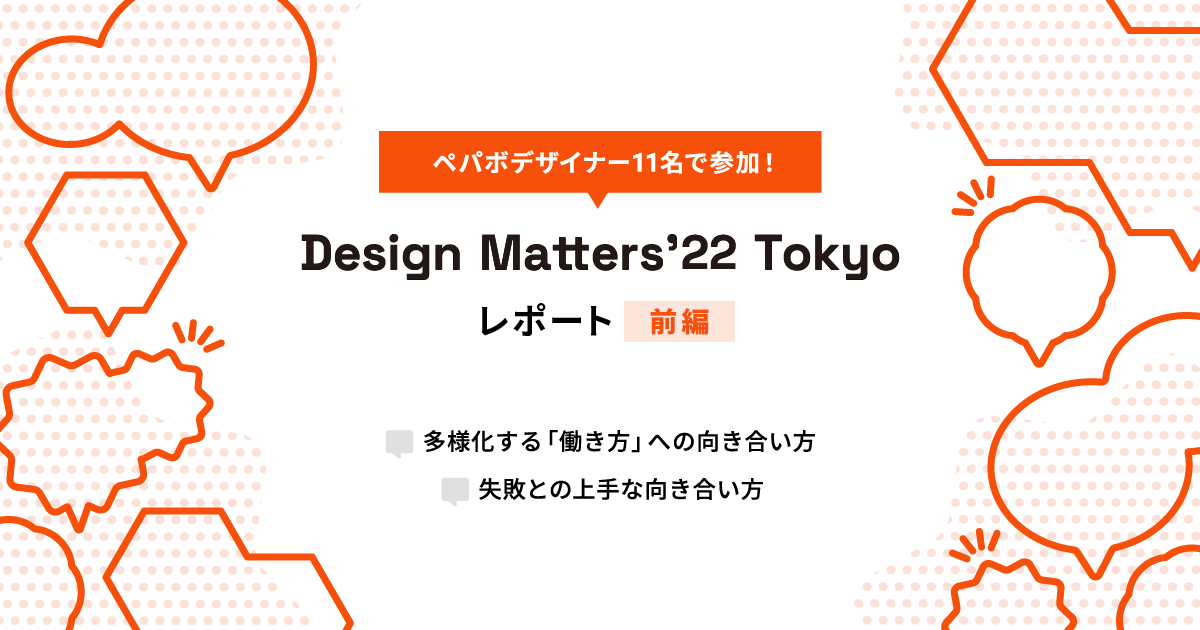 ペパボデザイナー11名で参加！
Design Matters’22 Tokyo
レポート 前編
多様化する「働き方」への向き合い方
失敗との上手な向き合い方